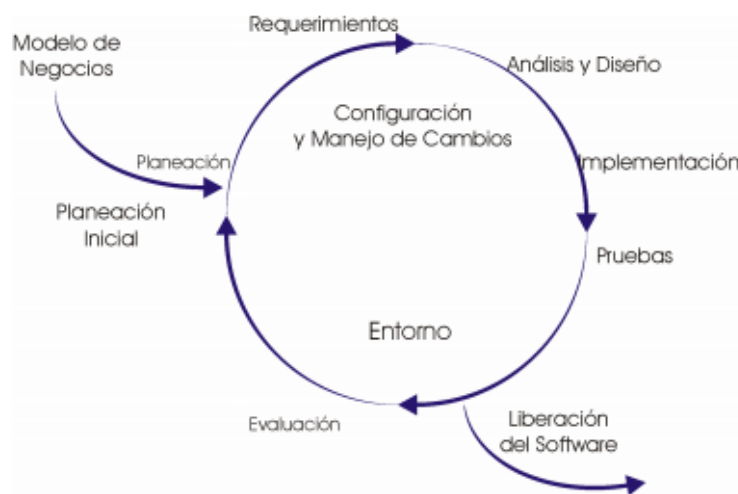 Requerimientos
Modelo de
Negocios
Análisis y Diseño
Configuración
y Manejo de Cambios
Planeación
Implementación
Planeación
Inicial
Pruebas
Entorno
Evaluación
Liberación
del Software